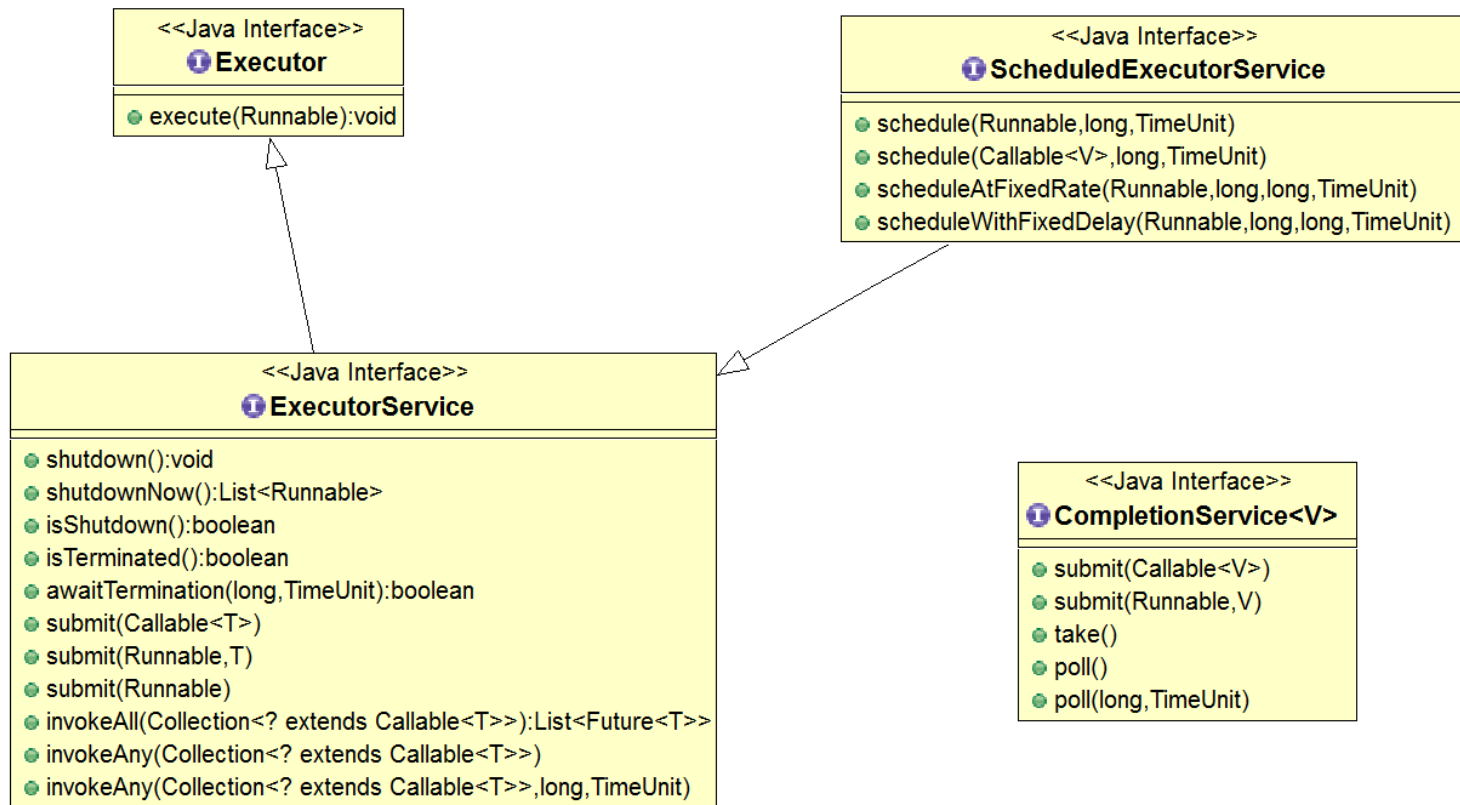 <<Java Interface>>
Executor
execute(Runnable):void
<<Java Interface>>
ScheduledExecutorService
schedule(Runnable,long,TimeUnit)
schedule(Callable<V>,long,TimeUnit)
scheduleAtFixedRate(Runnable,long,long,TimeUnit)
scheduleWithFixedDelay(Runnable,long,long,TimeUnit)
<<Java Interface>>
ExecutorService
shutdown():void
shutdownNow():List<Runnable>
isShutdown():boolean
isTerminated():boolean
awaitTermination(long,TimeUnit):boolean
submit(Callable<T>)
submit(Runnable,T)
submit(Runnable)
invokeAll(Collection<? extends Callable<T>>):List<Future<T>>
invokeAny(Collection<? extends Callable<T>>)
invokeAny(Collection<? extends Callable<T>>,long,TimeUnit)
<<Java Interface>>
CompletionService<V>
submit(Callable<V>)
submit(Runnable,V)
take()
poll()
poll(long,TimeUnit)